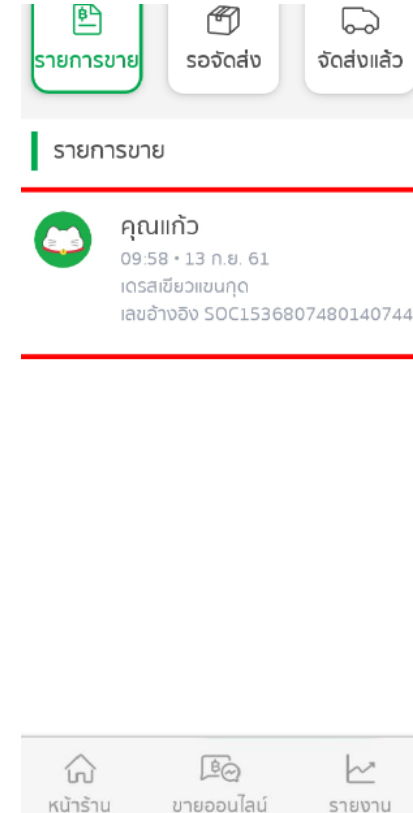 รายการขาย
รอจัดส่ง
จัดส่งแล้ว
รายการขาย
คุณแก้ว
09:58 • 13 ก.ย. 61
เดรสเขียวแขนกุด
เลขอ้างอิง SOC1536807480140744
หน้าร้าน
ขายออนไลน์
รายงาน